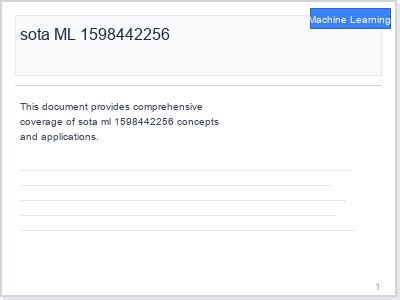 Machine Learning
sota ML 1598442256
This document provides comprehensive
coverage of sota ml 1598442256 concepts
and applications.
1